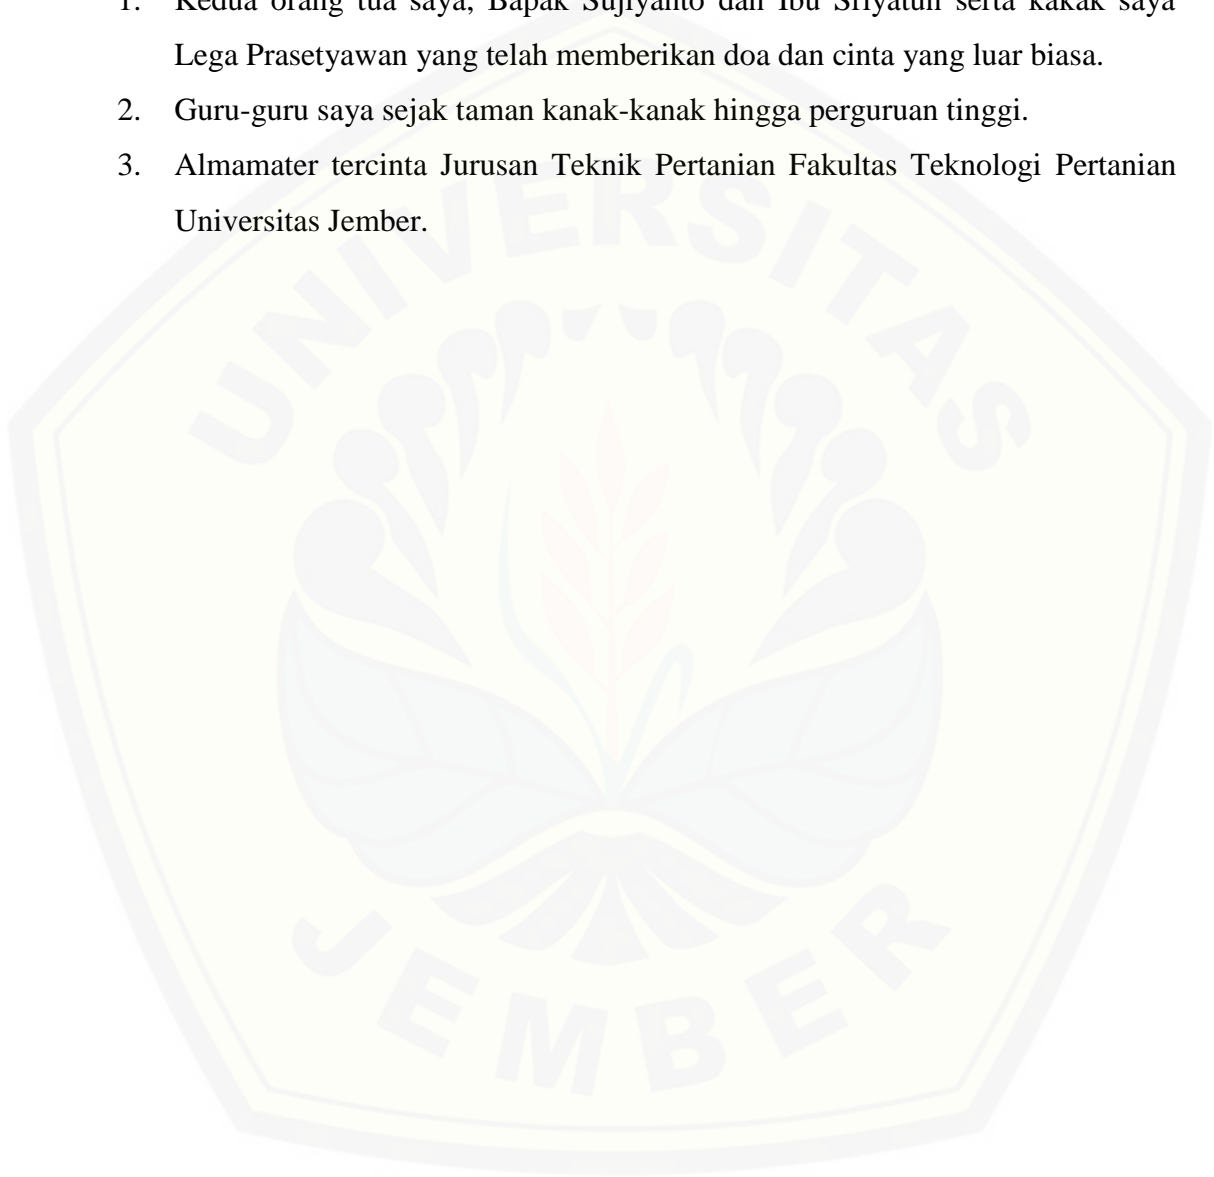 1. Kedua orang tua saya, Bapak Sujiyanto dan Ibu Sriyatun serta kakak saya
Lega Prasetyawan yang telah memberikan doa dan cinta yang luar biasa.
2. Guru-guru saya sejak taman kanak-kanak hingga perguruan tinggi.
3. Almamater tercinta Jurusan Teknik Pertanian Fakultas Teknologi Pertanian
Universitas Jember.
UNIVERSITAS
JEMBER